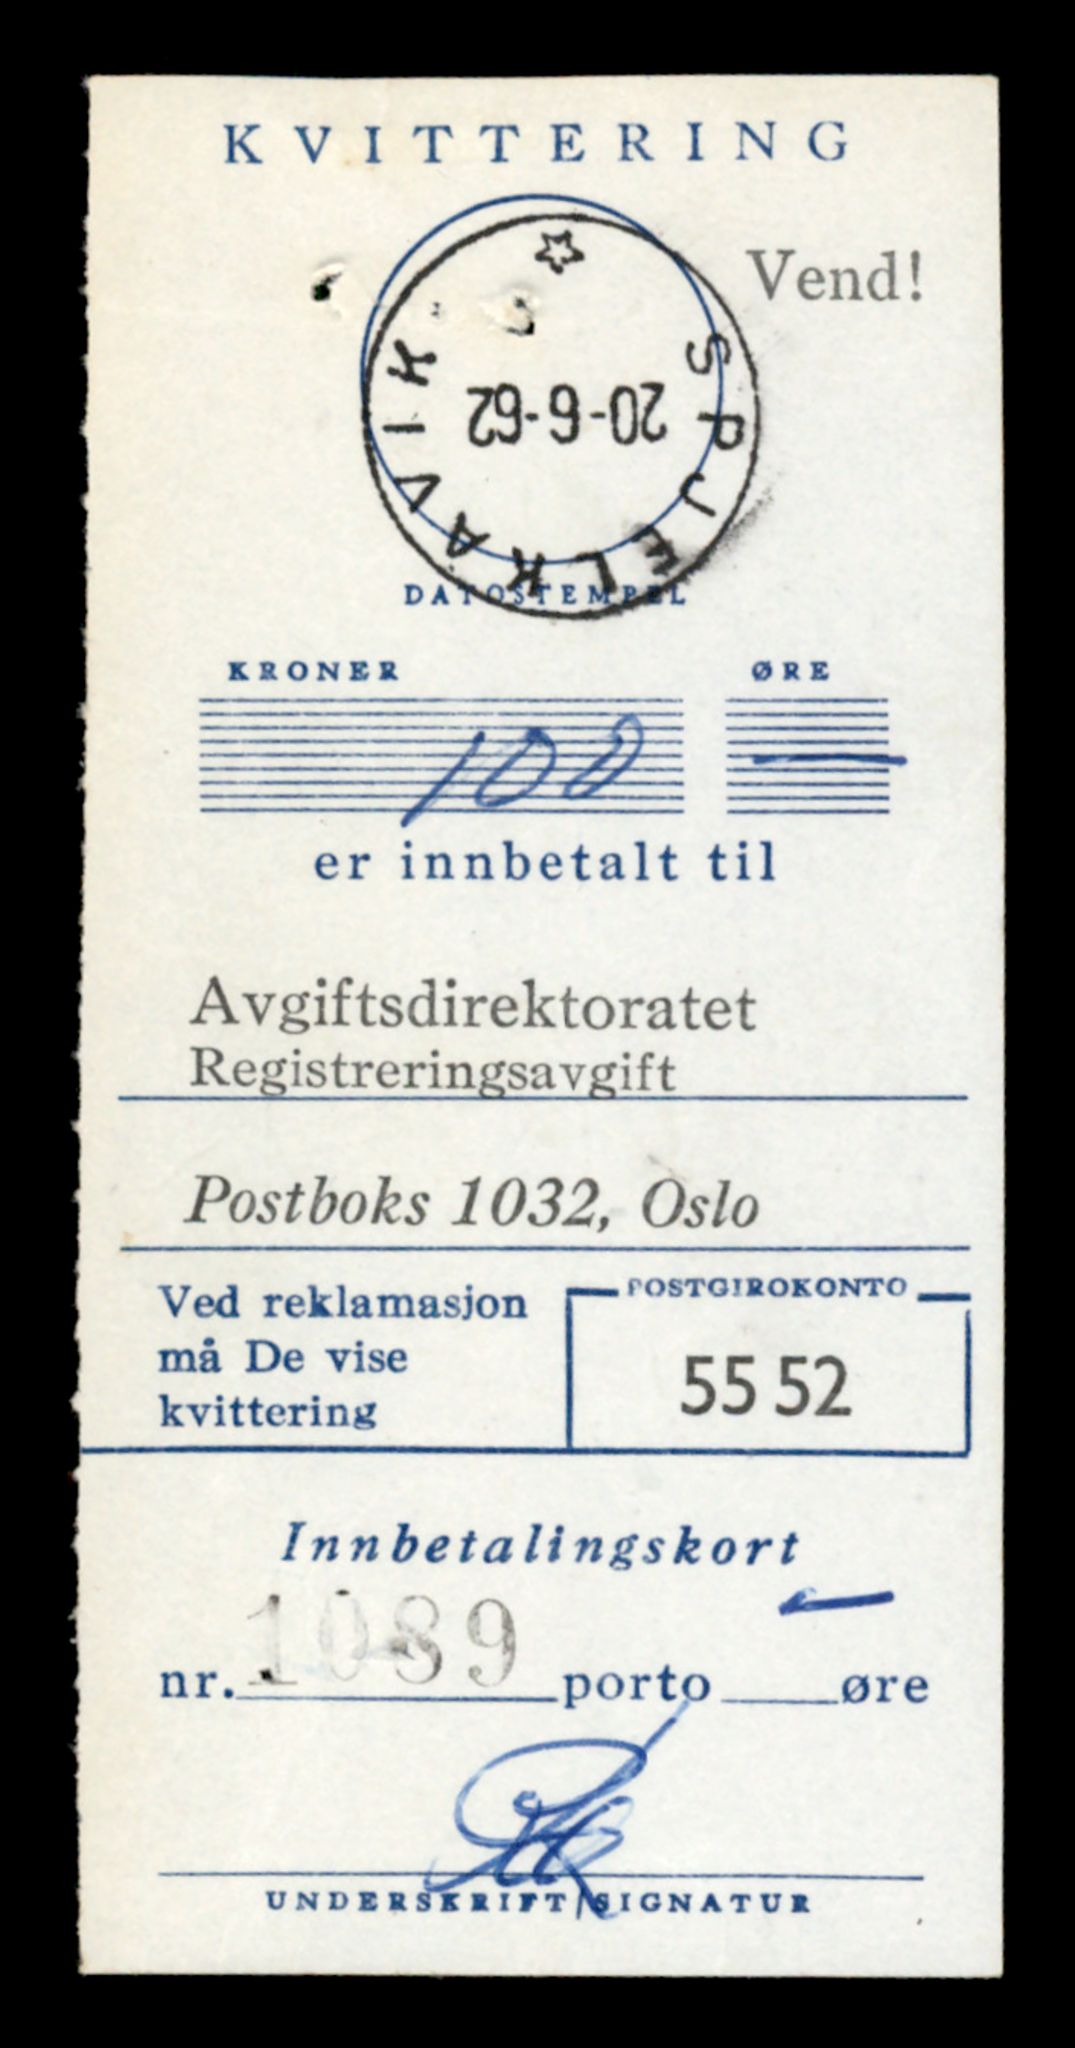 KVITTERING
Vend!
SPJELKAVIK
20-6-62
DATOSTEMPEL
KRONER ØRE
100 —
er innbetalt til
Avgiftsdirektoratet
Registreringsavgift
Postboks 1032, Oslo
Ved reklamasjon
må De vise
kvittering
POSTGIROKONTO
55 52
Innbetalingskort
nr. 1089 porto — øre
UNDERSKRIFT/SIGNATUR